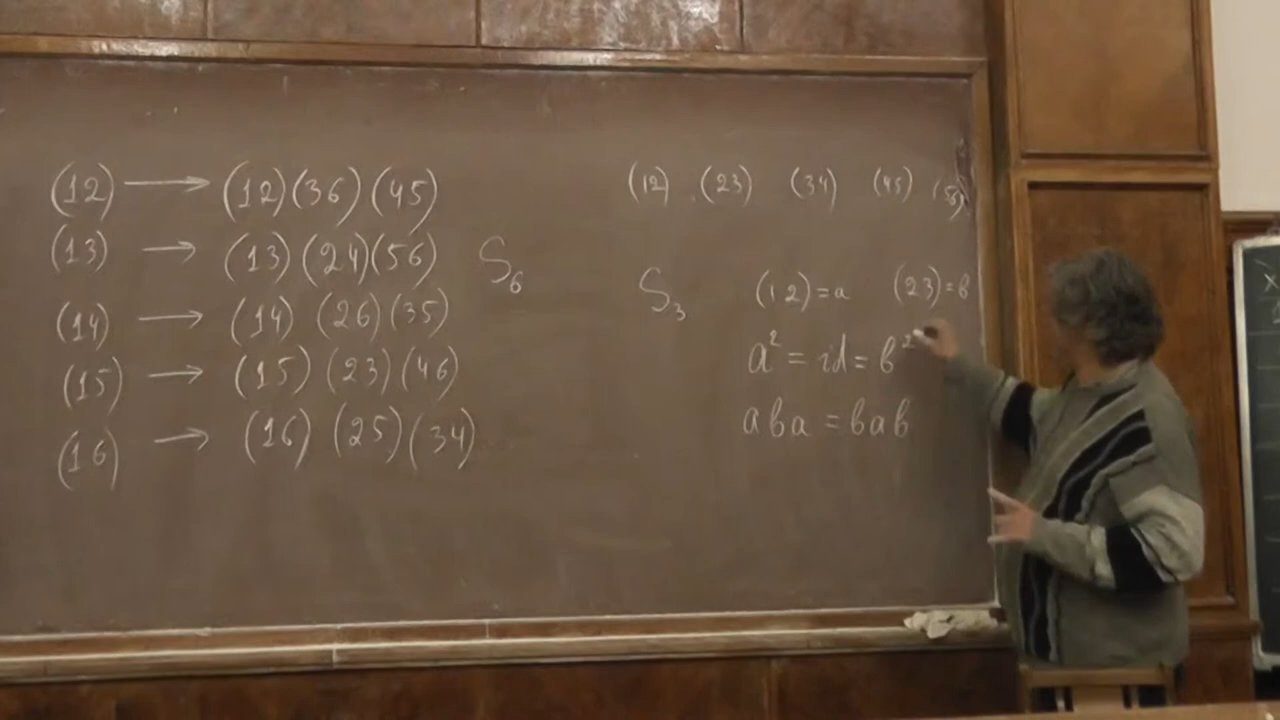 (12) → (12)(36)(45)
(13) → (13)(24)(56)
(14) → (14)(26)(35)
(15) → (15)(23)(46)
(16) → (16)(25)(34)
S₆
(12), (23) (34) (45) (56)
S₃ (12)=a (23)=b
a² = id = b²
aba = bab
X